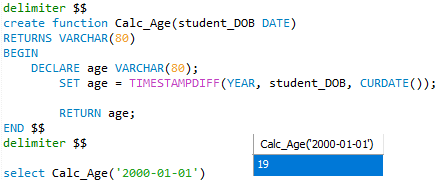 delimiter $$
create function Calc_Age(student_DOB DATE)
RETURNS VARCHAR(80)
BEGIN
DECLARE age VARCHAR(80);
SET age = TIMESTAMPDIFF(YEAR, student_DOB, CURDATE());
RETURN age;
END $$
delimiter $$
select Calc_Age('2000-01-01')
Calc_Age('2000-01-01')
19